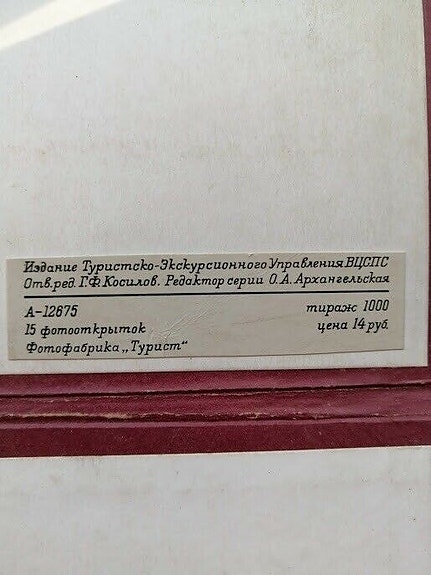 Издание Туристско-Экскурсионного Управления ВЦСПС
Отв. ред. Г.Ф. Косилов. Редактор серии О.А. Архангельская
А-12675 тираж 1000
15 фотооткрыток цена 14 руб.
Фотофабрика „Турист“